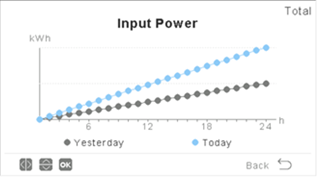 Total
Input Power
kWh
6 12 18 24 h
Yesterday Today
OK Back